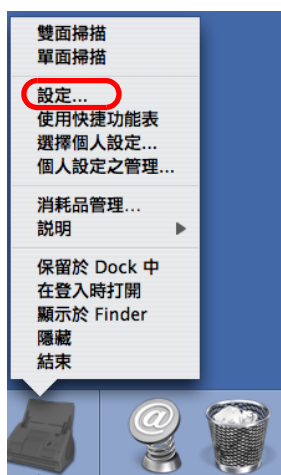 雙面掃描
單面掃描
設定...
使用快捷功能表
選擇個人設定...
個人設定之管理...
消耗品管理...
説明
保留於 Dock 中
在登入時打開
顯示於 Finder
隱藏
結束
@